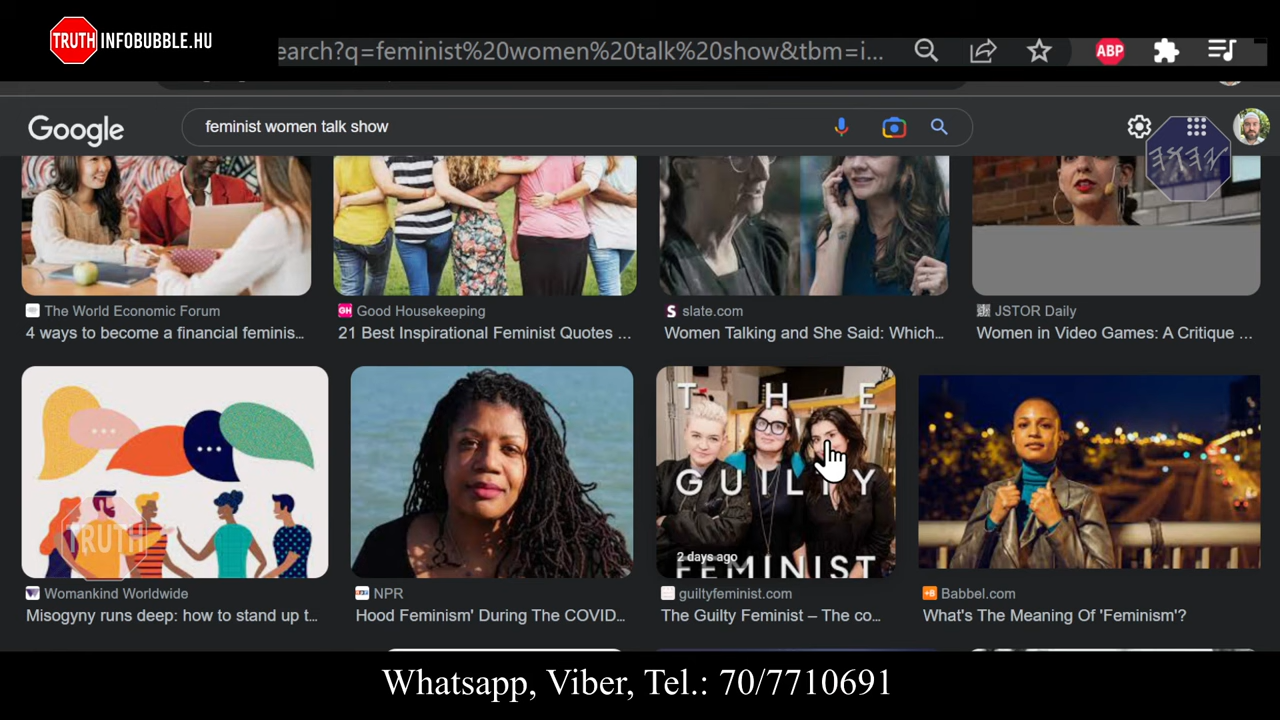 TRUTH INFOBUBBLE.HU
earch?q=feminist%20women%20talk%20show&tbm=i...
ABP
Google
feminist women talk show
The World Economic Forum
4 ways to become a financial feminis...
GH Good Housekeeping
21 Best Inspirational Feminist Quotes ...
S slate.com
Women Talking and She Said: Which...
JSTOR Daily
Women in Video Games: A Critique ...
THE
GUILTY
FEMINIST
2 days ago
TRUTH
Womankind Worldwide
Misogyny runs deep: how to stand up t...
NPR
Hood Feminism' During The COVID...
guiltyfeminist.com
The Guilty Feminist – The co...
+B Babbel.com
What's The Meaning Of 'Feminism'?
Whatsapp, Viber, Tel.: 70/7710691